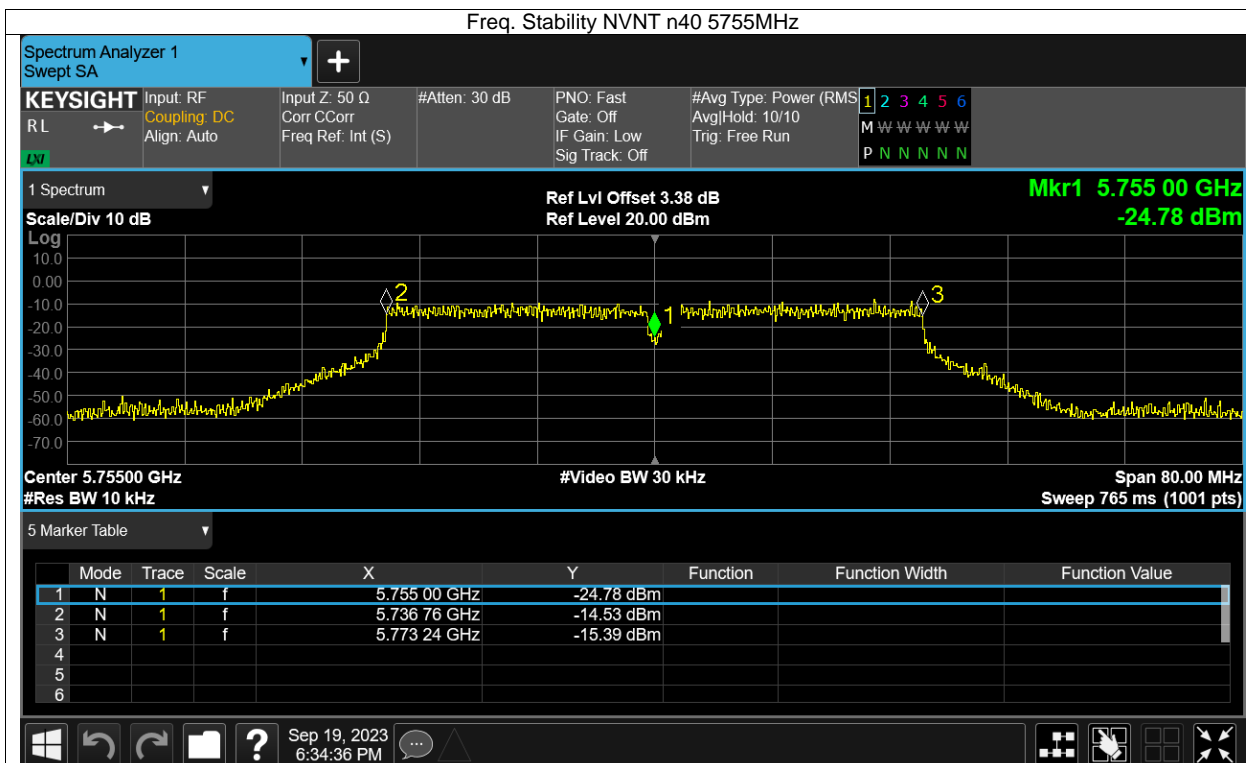 Freq. Stability NVNT n40 5755MHz
Spectrum Analyzer 1
Swept SA
KEYSIGHT
R L
LXI
Input: RF
Coupling: DC
Align: Auto
Input Z: 50 Ω
Corr CCorr
Freq Ref: Int (S)
#Atten: 30 dB
PNO: Fast
Gate: Off
IF Gain: Low
Sig Track: Off
#Avg Type: Power (RMS
Avg|Hold: 10/10
Trig: Free Run
1 2 3 4 5 6
M W W W W W
P N N N N N
1 Spectrum
Scale/Div 10 dB
Ref Lvl Offset 3.38 dB
Ref Level 20.00 dBm
Mkr1 5.755 00 GHz
-24.78 dBm
Log
10.0
0.00
-10.0
-20.0
-30.0
-40.0
-50.0
-60.0
-70.0
2
1
3
Center 5.75500 GHz
#Video BW 30 kHz
Span 80.00 MHz
#Res BW 10 kHz
Sweep 765 ms (1001 pts)
5 Marker Table
Mode Trace Scale X Y Function Function Width Function Value
1 N 1 f 5.755 00 GHz -24.78 dBm
2 N 1 f 5.736 76 GHz -14.53 dBm
3 N 1 f 5.773 24 GHz -15.39 dBm
4
5
6
?
Sep 19, 2023
6:34:36 PM